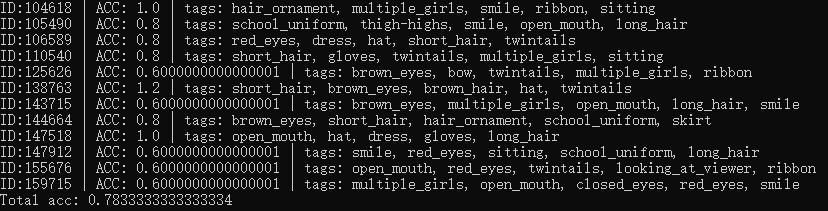 ID:104618 | ACC: 1.0 | tags: hair_ornament, multiple_girls, smile, ribbon, sitting
ID:105490 | ACC: 0.8 | tags: school_uniform, thigh-highs, smile, open_mouth, long_hair
ID:106589 | ACC: 0.8 | tags: red_eyes, dress, hat, short_hair, twintails
ID:110540 | ACC: 0.8 | tags: short_hair, gloves, twintails, multiple_girls, sitting
ID:125626 | ACC: 0.6000000000000001 | tags: brown_eyes, bow, twintails, multiple_girls, ribbon
ID:138763 | ACC: 1.2 | tags: short_hair, brown_eyes, brown_hair, hat, twintails
ID:143715 | ACC: 0.6000000000000001 | tags: brown_eyes, multiple_girls, open_mouth, long_hair, smile
ID:144664 | ACC: 0.8 | tags: brown_eyes, short_hair, hair_ornament, school_uniform, skirt
ID:147518 | ACC: 1.0 | tags: open_mouth, hat, dress, gloves, long_hair
ID:147912 | ACC: 0.6000000000000001 | tags: smile, red_eyes, sitting, school_uniform, long_hair
ID:155676 | ACC: 0.6000000000000001 | tags: open_mouth, red_eyes, twintails, looking_at_viewer, ribbon
ID:159715 | ACC: 0.6000000000000001 | tags: multiple_girls, open_mouth, closed_eyes, red_eyes, smile
Total acc: 0.7833333333333334